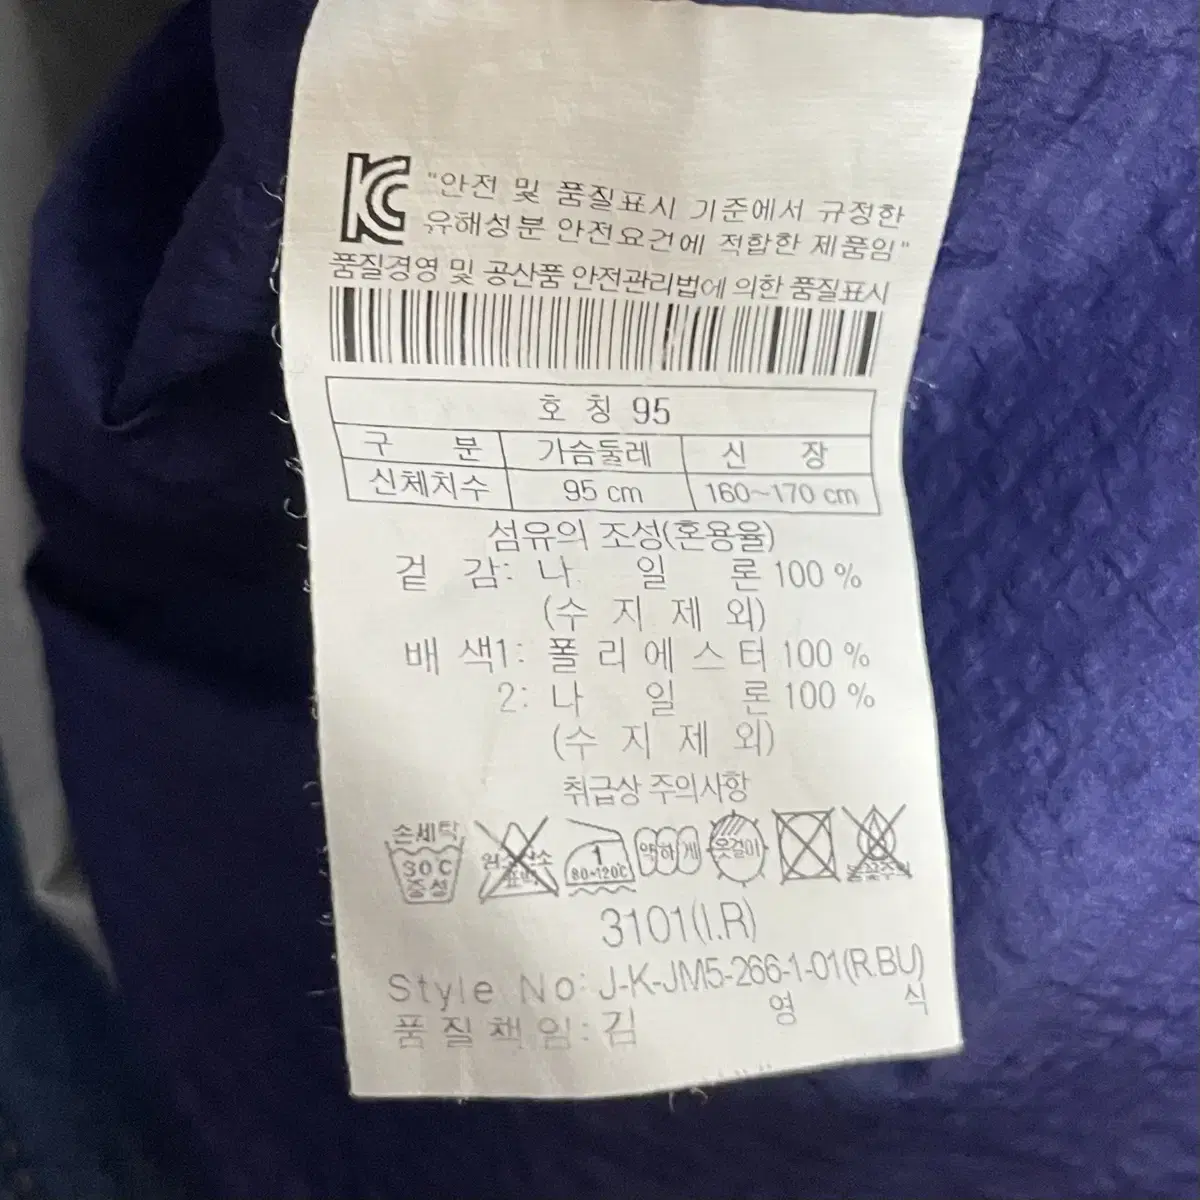 KC
"안전 및 품질표시 기준에서 규정한
유해성분 안전요건에 적합한 제품임"
품질경영 및 공산품 안전관리법에 의한 품질표시
호 칭 95
구 분 가슴둘레 신 장
신체치수 95 cm 160~170 cm
섬유의 조성(혼용율)
겉 감: 나 일 론 100 %
(수 지 제 외)
배 색1: 폴 리 에 스 터 100 %
2: 나 일 론 100 %
(수 지 제 외)
취급상 주의사항
손세탁 30℃ 중성
1 80~120℃
약하게
옷걸이
불꽃주의
3101(I.R)
Style No: J-K-JM5-266-1-01(R.BU)
품 질 책 임 : 김 영 식